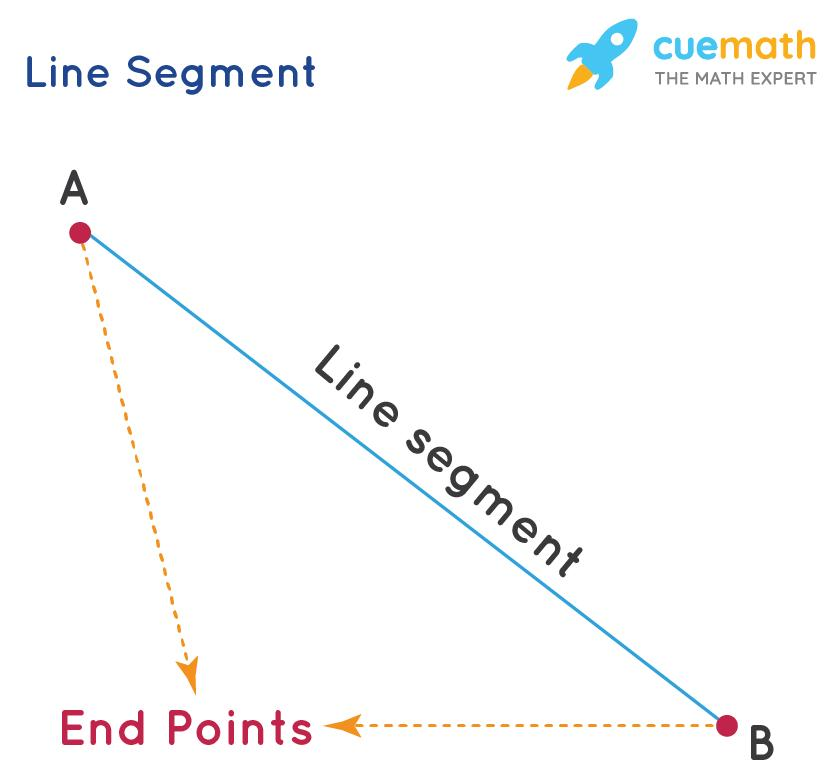 Line Segment
cuemath
THE MATH EXPERT
A
Line segment
End Points
B